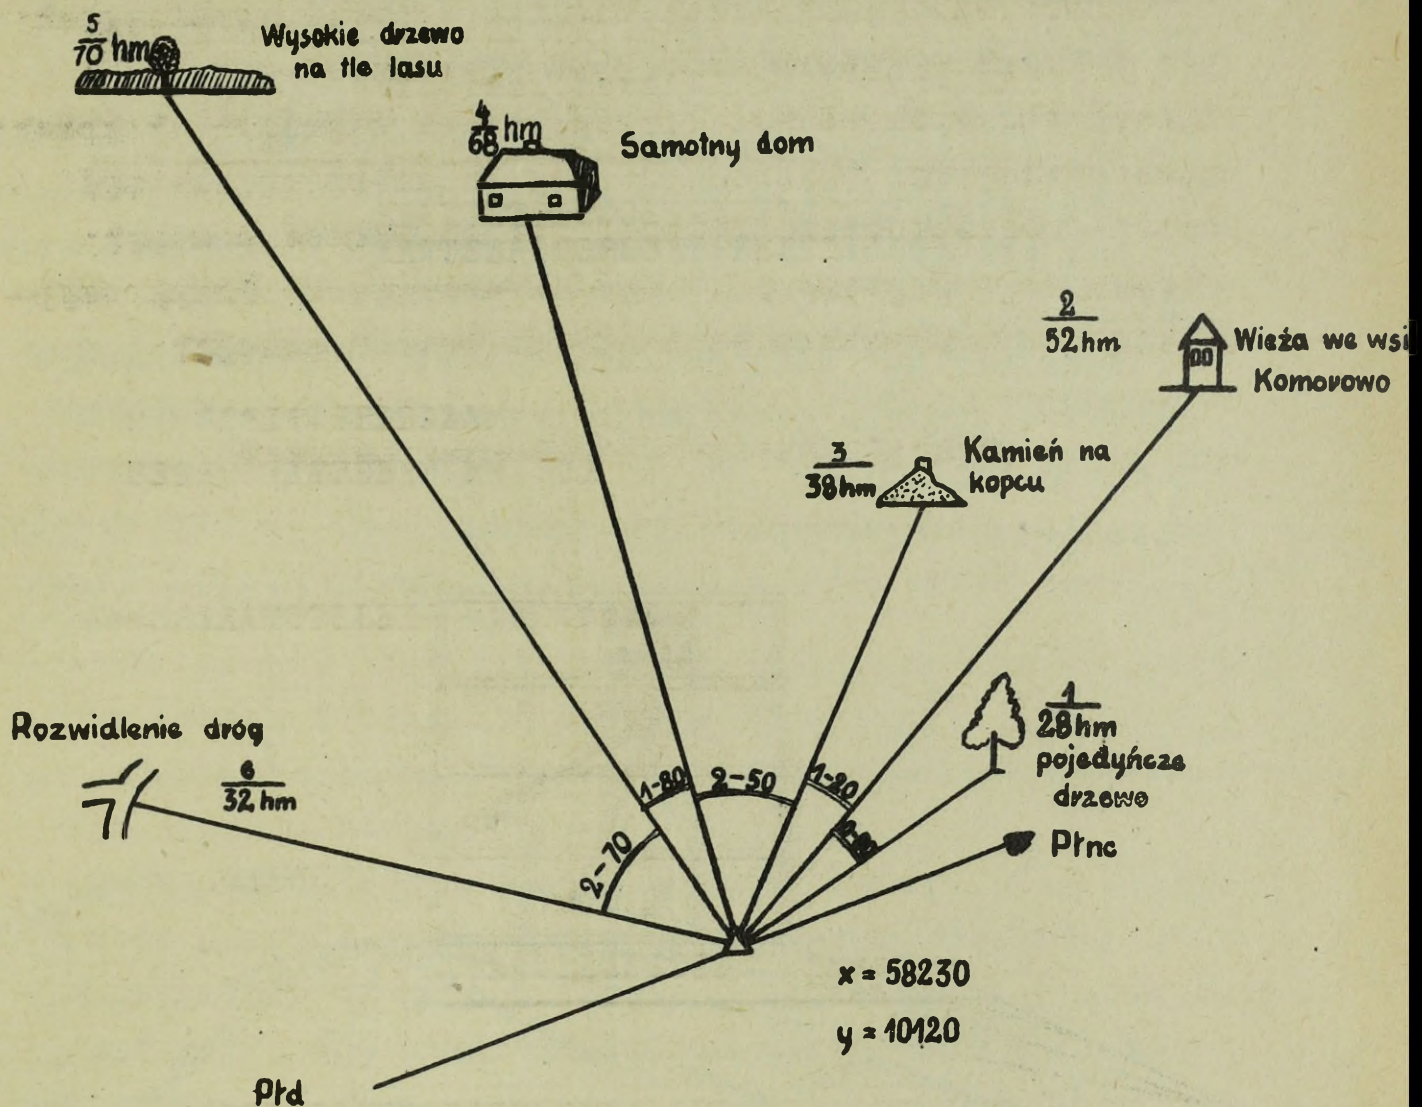 5
70 hm
Wysokie drzewo
na tle lasu
4
68 hm
Samotny dom
2
52 hm
Wieża we wsi
Komorowo
3
38 hm
Kamień na
kopcu
Rozwidlenie dróg
6
32 hm
1
28 hm
pojedyńcze
drzewo
1-80
2-50
1-20
2-70
Płnc
x = 58230
y = 10120
Płd